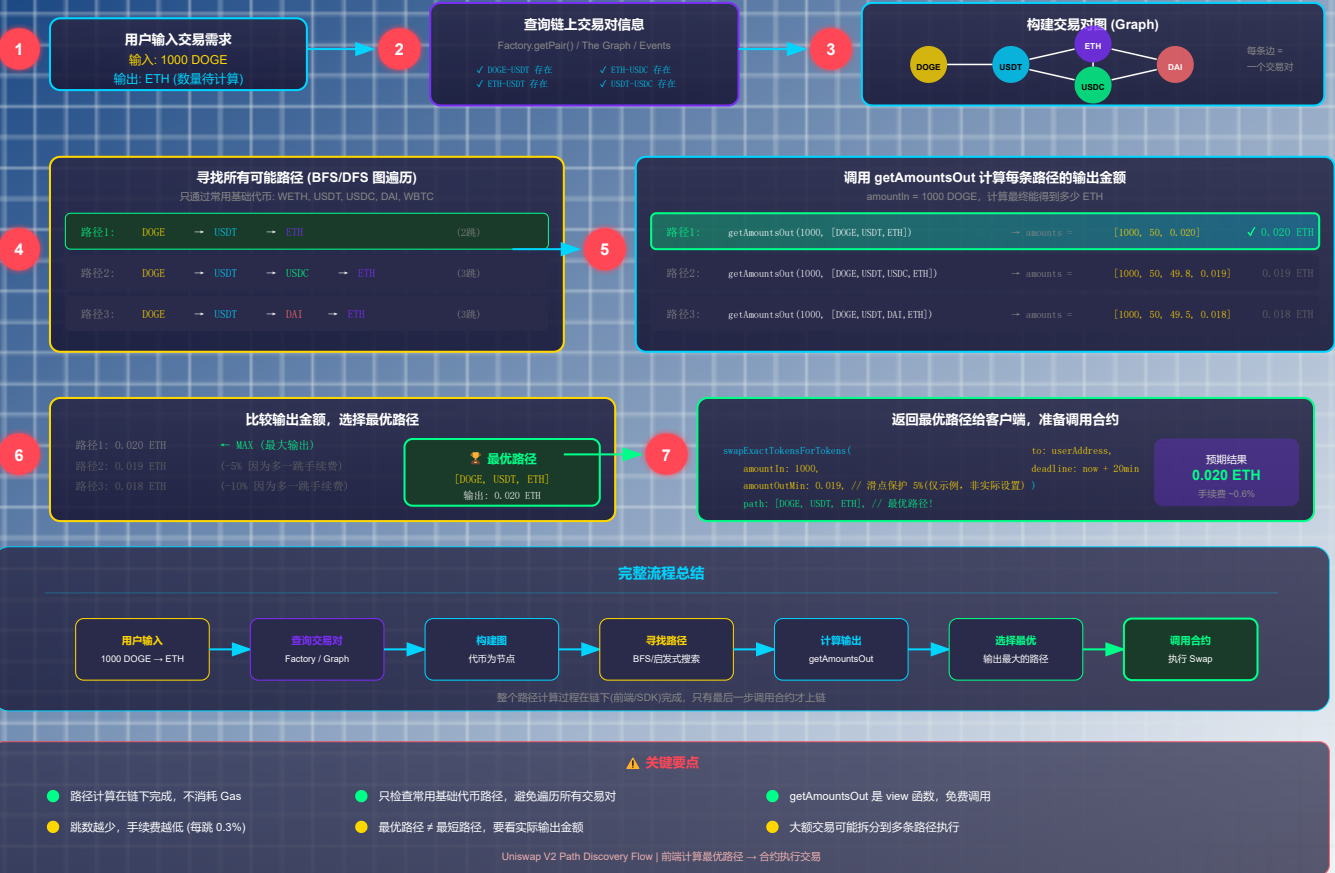 1
用户输入交易需求
输入: 1000 DOGE
输出: ETH (数量待计算)
2
查询链上交易对信息
Factory.getPair() / The Graph / Events
✓ DOGE-USDT 存在
✓ ETH-USDC 存在
✓ ETH-USDT 存在
✓ USDT-USDC 存在
3
构建交易对图 (Graph)
DOGE
USDT
ETH
USDC
DAI
每条边 =
一个交易对
4
寻找所有可能路径 (BFS/DFS 图遍历)
只通过常用基础代币: WETH, USDT, USDC, DAI, WBTC
路径1: DOGE → USDT → ETH (2跳)
路径2: DOGE → USDT → USDC → ETH (3跳)
路径3: DOGE → USDT → DAI → ETH (3跳)
5
调用 getAmountsOut 计算每条路径的输出金额
amountIn = 1000 DOGE，计算最终能得到多少 ETH
路径1: getAmountsOut(1000, [DOGE,USDT,ETH]) → amounts = [1000, 50, 0.020] ✓ 0.020 ETH
路径2: getAmountsOut(1000, [DOGE,USDT,USDC,ETH]) → amounts = [1000, 50, 49.8, 0.019] 0.019 ETH
路径3: getAmountsOut(1000, [DOGE,USDT,DAI,ETH]) → amounts = [1000, 50, 49.5, 0.018] 0.018 ETH
6
比较输出金额，选择最优路径
路径1: 0.020 ETH ← MAX (最大输出)
路径2: 0.019 ETH (-5% 因为多一跳手续费)
路径3: 0.018 ETH (-10% 因为多一跳手续费)
🏆 最优路径
[DOGE, USDT, ETH]
输出: 0.020 ETH
7
返回最优路径给客户端，准备调用合约
swapExactTokensForTokens(
amountIn: 1000,
amountOutMin: 0.019, // 滑点保护 5%(仅示例，非实际设置)
path: [DOGE, USDT, ETH], // 最优路径!
to: userAddress,
deadline: now + 20min
)
预期结果
0.020 ETH
手续费 ~0.6%
完整流程总结
用户输入
1000 DOGE → ETH
查询交易对
Factory / Graph
构建图
代币为节点
寻找路径
BFS/启发式搜索
计算输出
getAmountsOut
选择最优
输出最大的路径
调用合约
执行 Swap
整个路径计算过程在链下(前端/SDK)完成，只有最后一步调用合约才上链
⚠️ 关键要点
路径计算在链下完成，不消耗 Gas
只检查常用基础代币路径，避免遍历所有交易对
getAmountsOut 是 view 函数，免费调用
跳数越少，手续费越低 (每跳 0.3%)
最优路径 ≠ 最短路径，要看实际输出金额
大额交易可能拆分到多条路径执行
Uniswap V2 Path Discovery Flow | 前端计算最优路径 → 合约执行交易